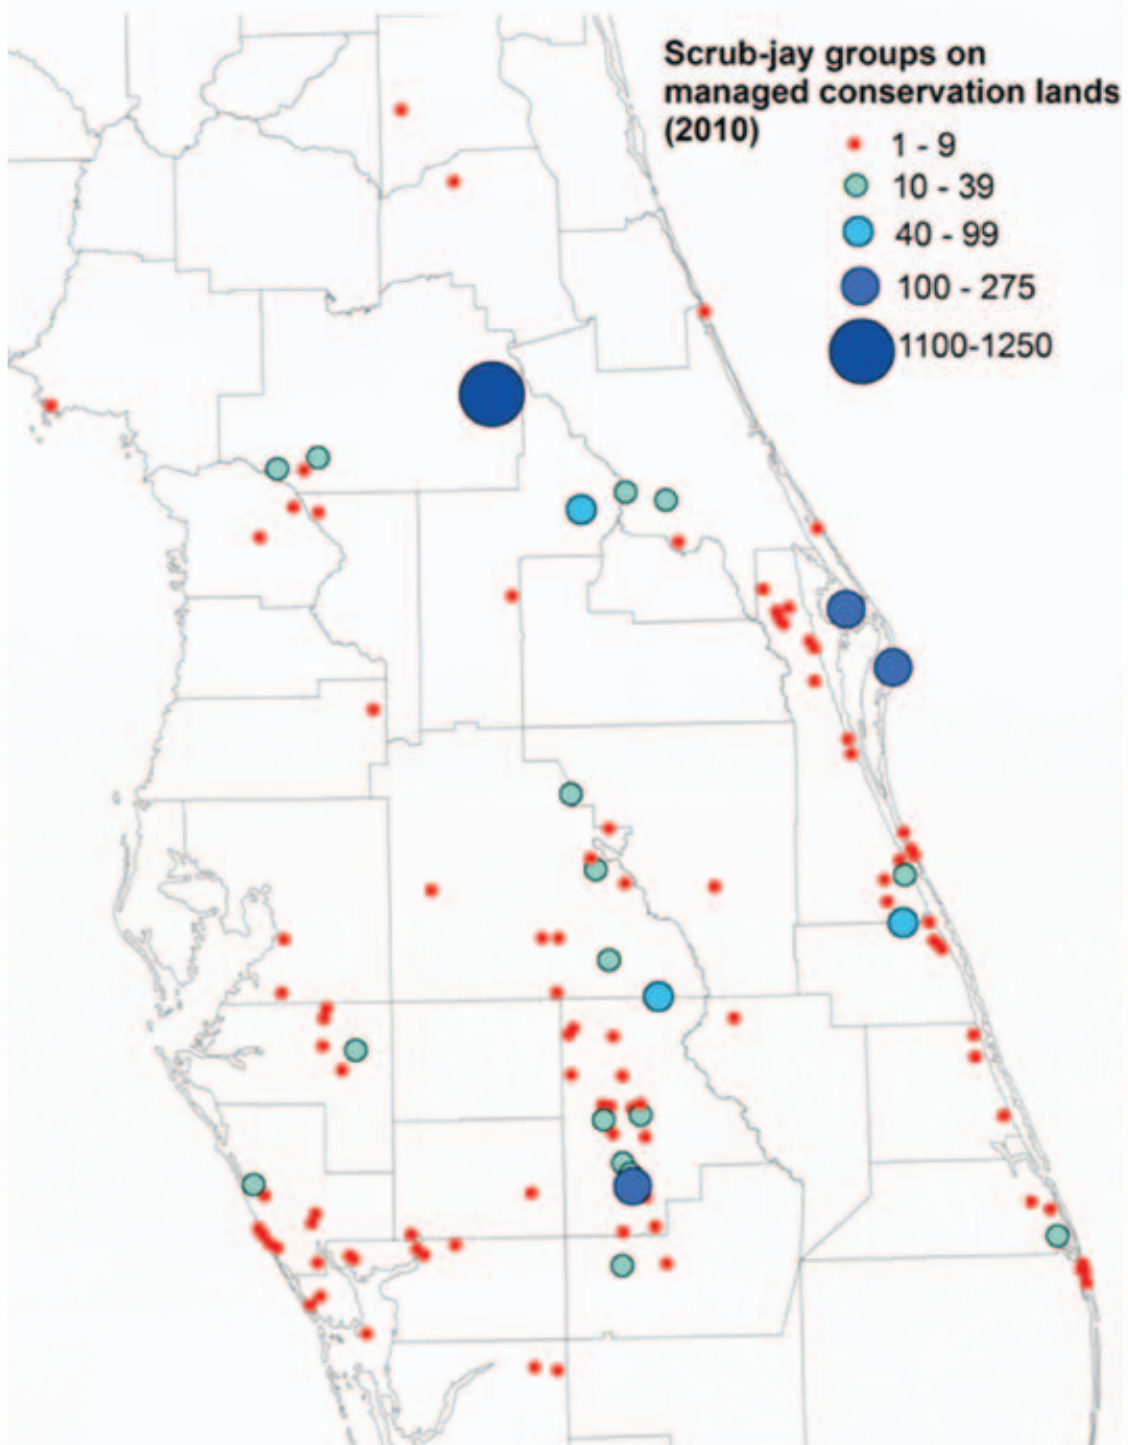 Scrub-jay groups on
managed conservation lands
(2010)
1 - 9
10 - 39
40 - 99
100 - 275
1100-1250